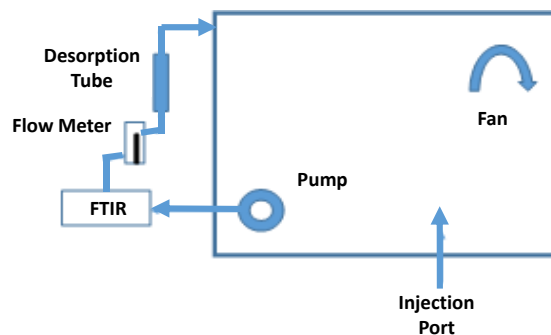 Desorption
Tube
Flow Meter
Fan
Pump
FTIR
Injection
Port